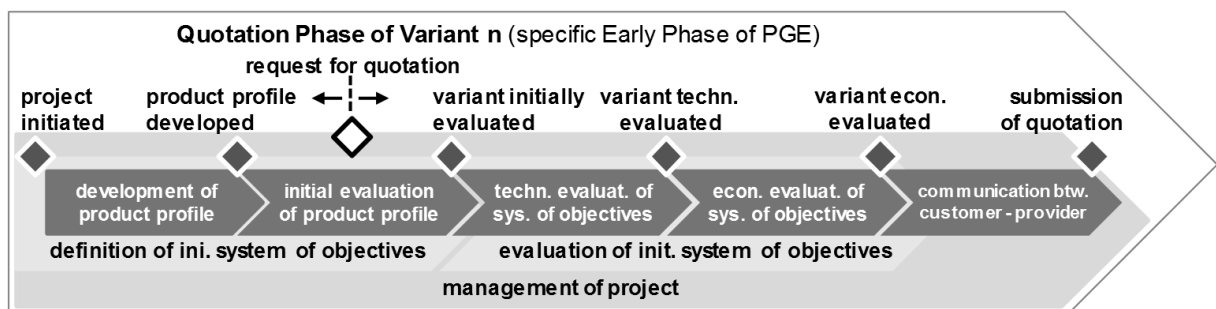 Quotation Phase of Variant n (specific Early Phase of PGE)
request for quotation
project
initiated
product profile
developed
variant initially
evaluated
variant techn.
evaluated
variant econ.
evaluated
submission
of quotation
development of
product profile
initial evaluation
of product profile
techn. evaluat. of
sys. of objectives
econ. evaluat. of
sys. of objectives
communication btw.
customer - provider
definition of ini. system of objectives
evaluation of init. system of objectives
management of project